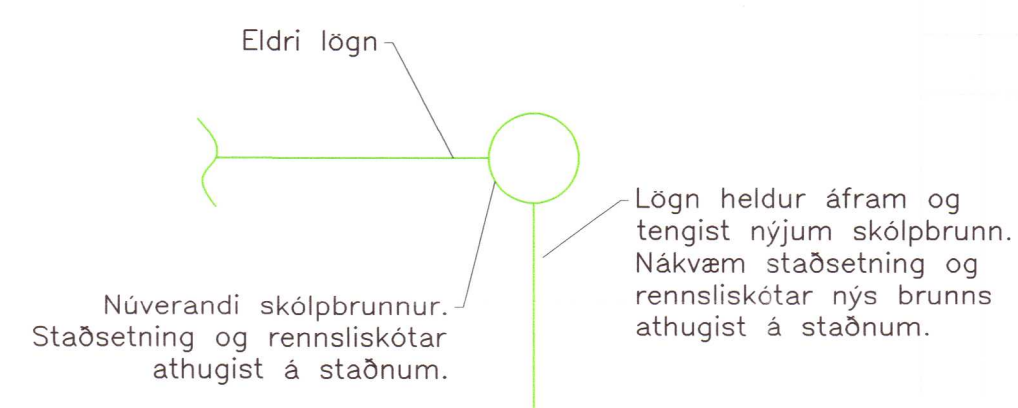 Eldri lögn
Lögn heldur áfram og
tengist nýjum skólpbrunn.
Nákvæm staðsetning og
rennsliskótar nýs brunns
athugist á staðnum.
Núverandi skólpbrunnur.
Staðsetning og rennsliskótar
athugist á staðnum.